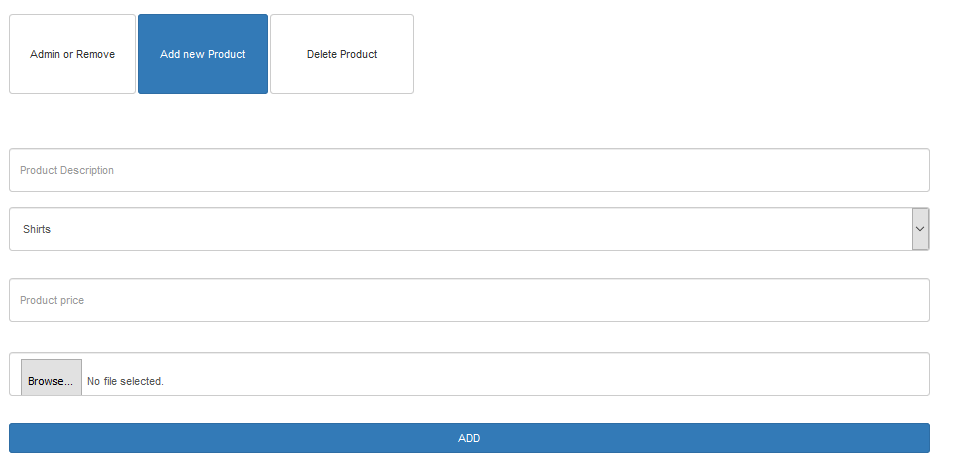 Admin or Remove Add new Product Delete Product
Product Description
Shirts
Product price
Browse... No file selected.
ADD